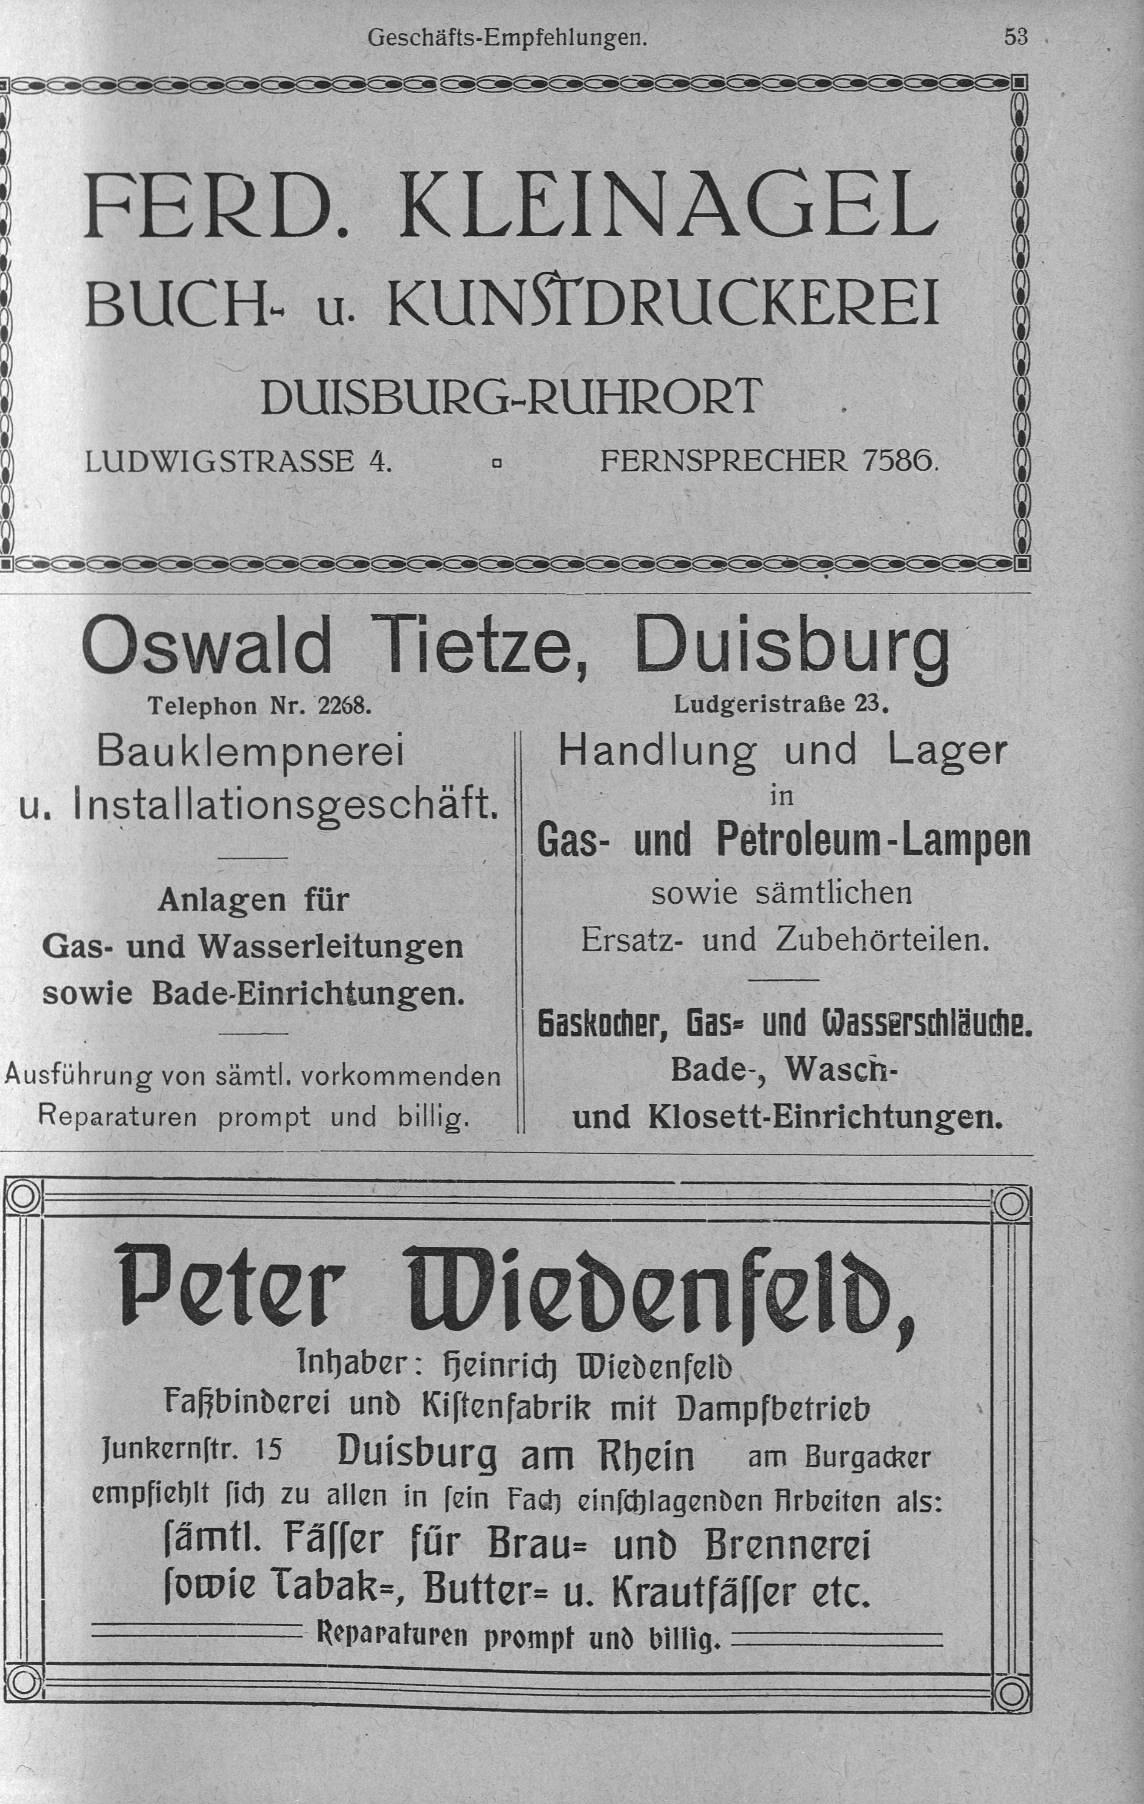 Geschäfts-Empfehlungen. 53
FERD. KLEINAGEL
BUCH- u. KUNSTDRUCKEREI
DUISBURG-RUHRORT
LUDWIGSTRASSE 4. ▫ FERNSPRECHER 7586.
Oswald Tietze, Duisburg
Telephon Nr. 2268. Ludgeristraße 23.
Bauklempnerei
u. Installationsgeschäft.
Anlagen für
Gas- und Wasserleitungen
sowie Bade-Einrichtungen.
Ausführung von sämtl. vorkommenden
Reparaturen prompt und billig.
Handlung und Lager
in
Gas- und Petroleum-Lampen
sowie sämtlichen
Ersatz- und Zubehörteilen.
Gaskocher, Gas- und Wasserschläuche.
Bade-, Wasch-
und Klosett-Einrichtungen.
Peter Wiedenfeld,
Inhaber: Heinrich Wiedenfeld
Faßbinderei und Kiſtenfabrik mit Dampfbetrieb
Junkernſtr. 15 Duisburg am Rhein am Burgacker
empfiehlt ſich zu allen in ſein Fach einſchlagenden Arbeiten als:
ſämtl. Fäſſer für Brau- und Brennerei
ſowie Tabak-, Butter- u. Krautfäſſer etc.
Reparaturen prompt und billig.